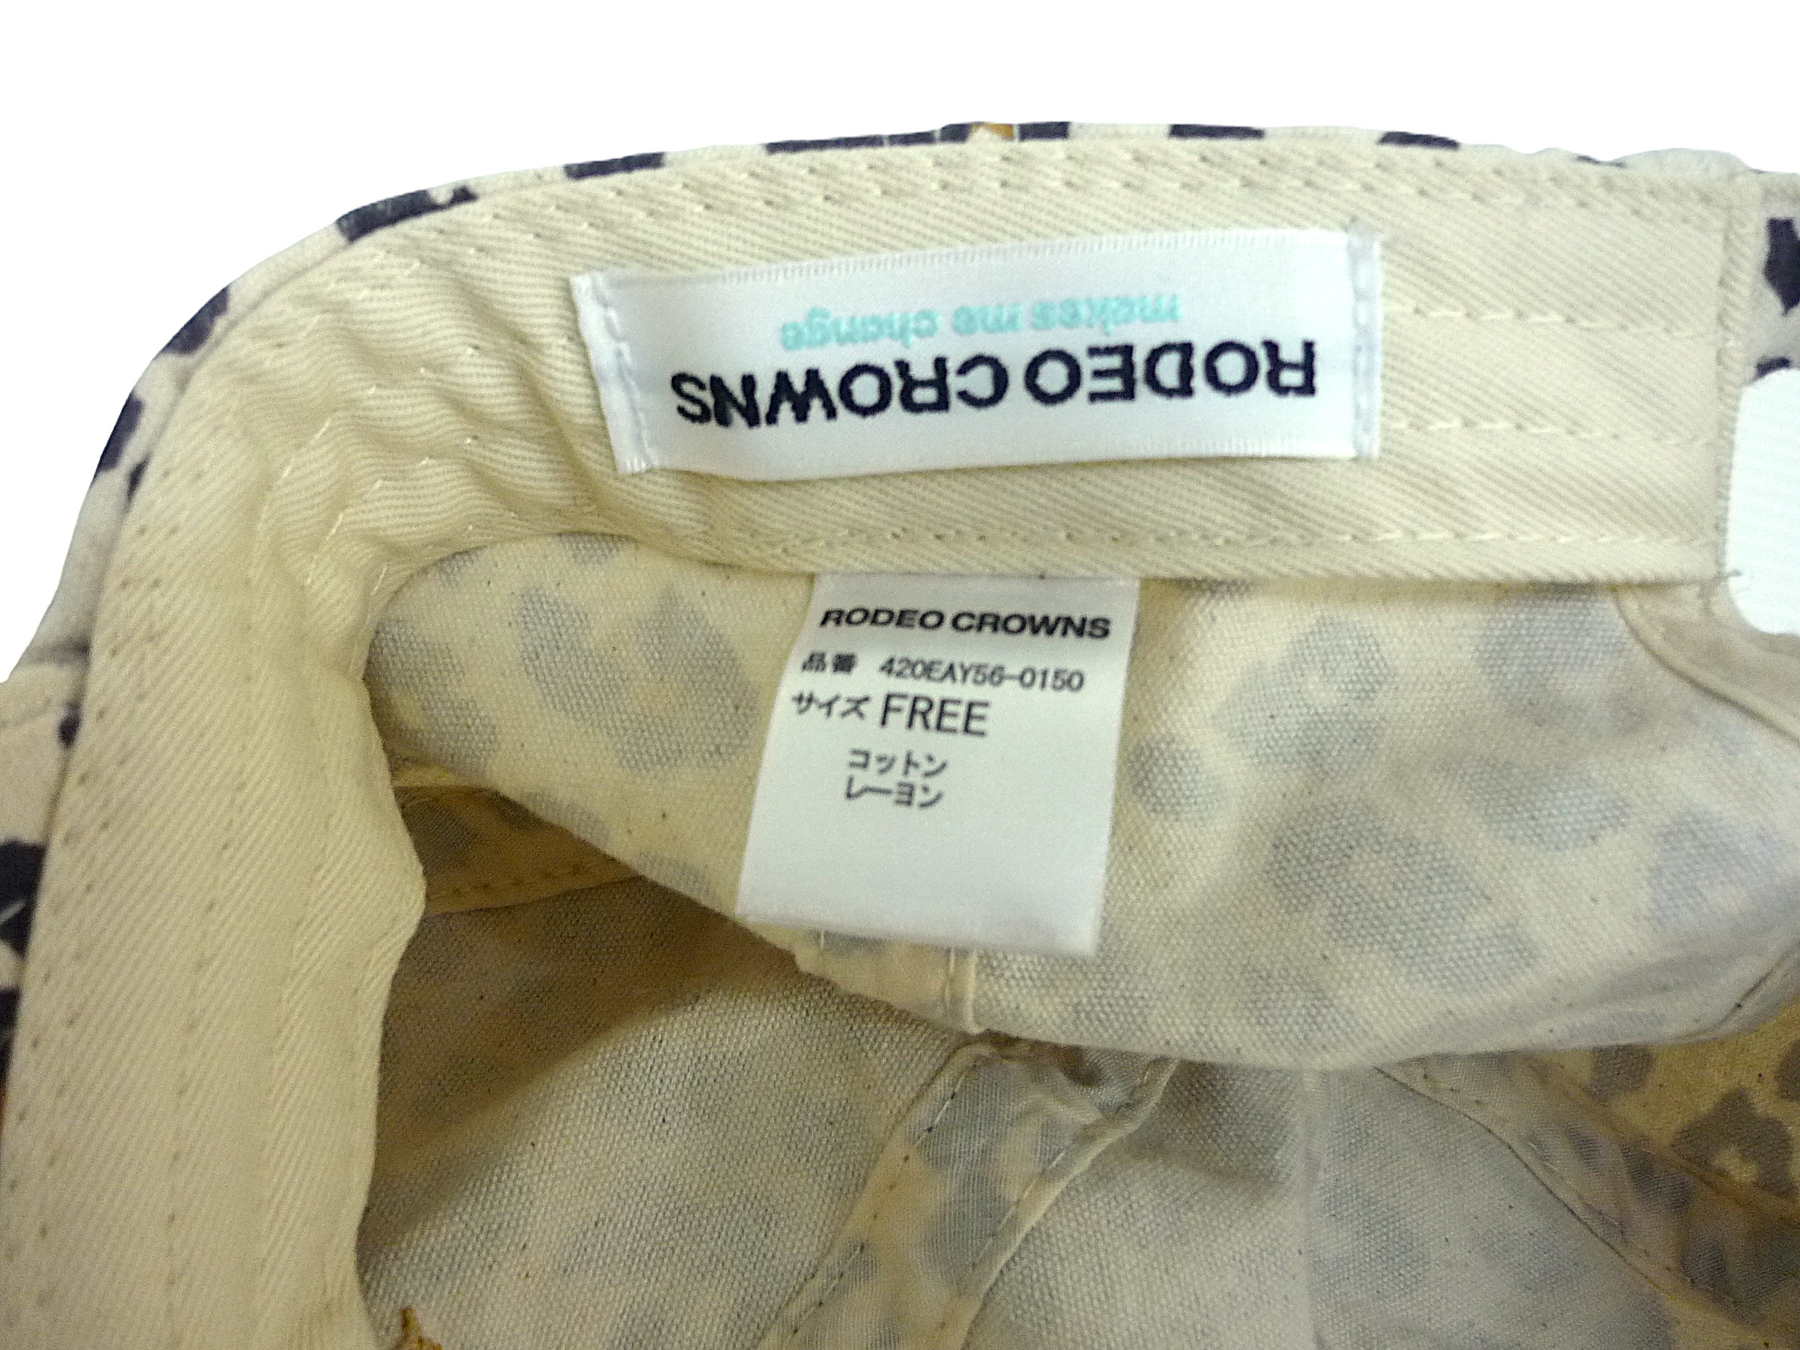 RODEO CROWNS
makes me change
RODEO CROWNS
品番 420EAY56-0150
サイズ FREE
コットン
レーヨン